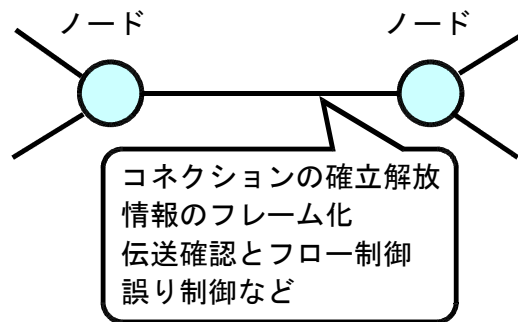 ノード
ノード
コネクションの確立解放
情報のフレーム化
伝送確認とフロー制御
誤り制御など